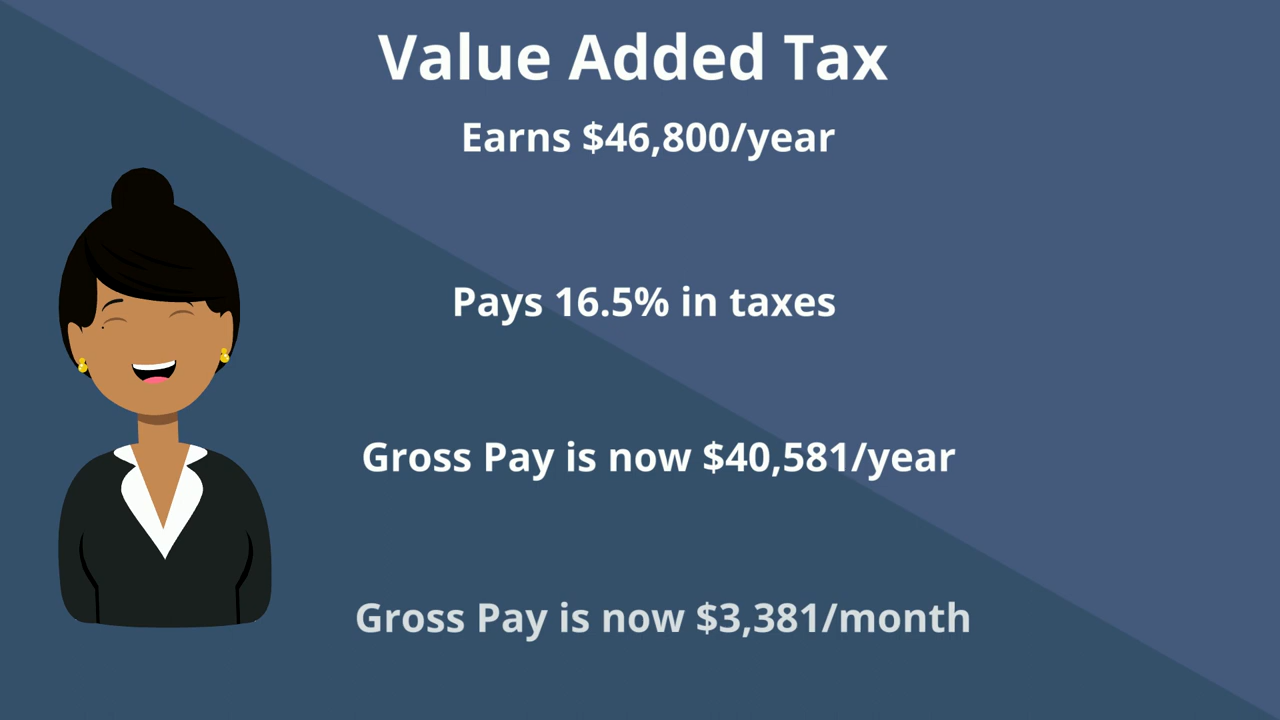 Value Added Tax
Earns $46,800/year
Pays 16.5% in taxes
Gross Pay is now $40,581/year
Gross Pay is now $3,381/month